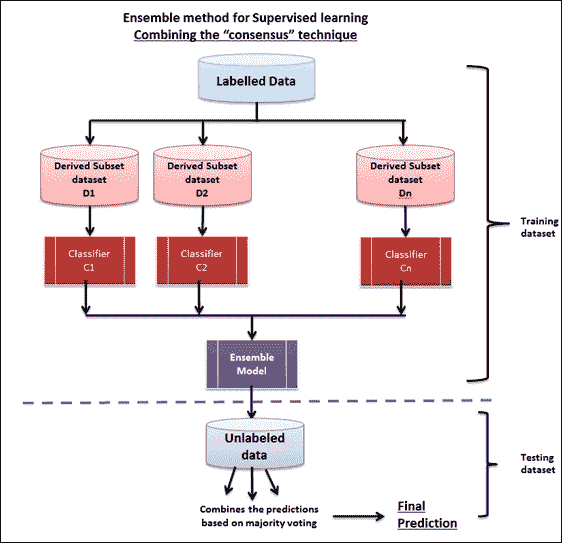 Ensemble method for Supervised learning
Combining the “consensus” technique
Labelled Data
Derived Subset
dataset
D1
Derived Subset
dataset
D2
Derived Subset
dataset
Dn
Classifier
C1
Classifier
C2
Classifier
Cn
Training
dataset
Ensemble
Model
Unlabeled
data
Testing
dataset
Combines the predictions
based on majority voting
Final
Prediction